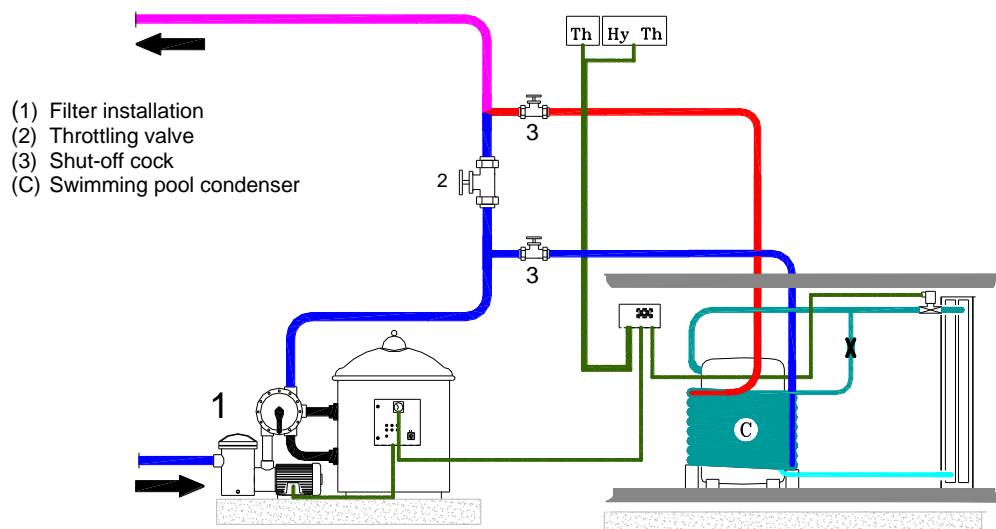 Th Hy Th
(1) Filter installation
(2) Throttling valve
(3) Shut-off cock
(C) Swimming pool condenser
3
2
3
1
C